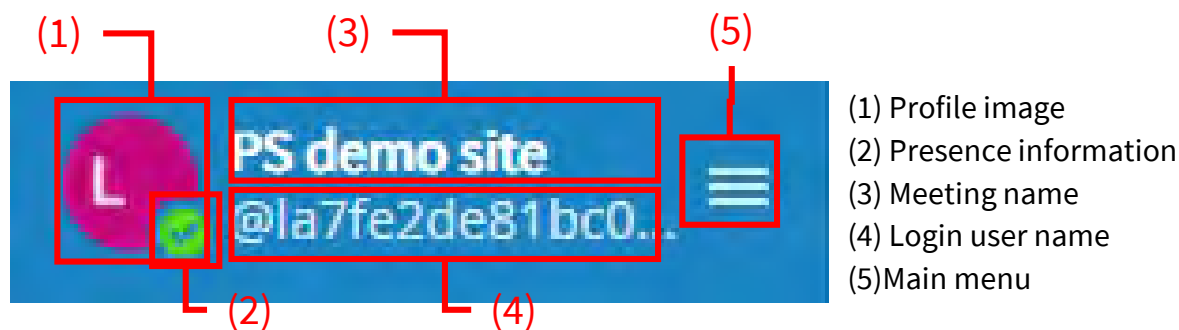 (1)
(3)
(5)
L
PS demo site
@la7fe2de81bc0...
(2)
(4)
(1) Profile image
(2) Presence information
(3) Meeting name
(4) Login user name
(5)Main menu